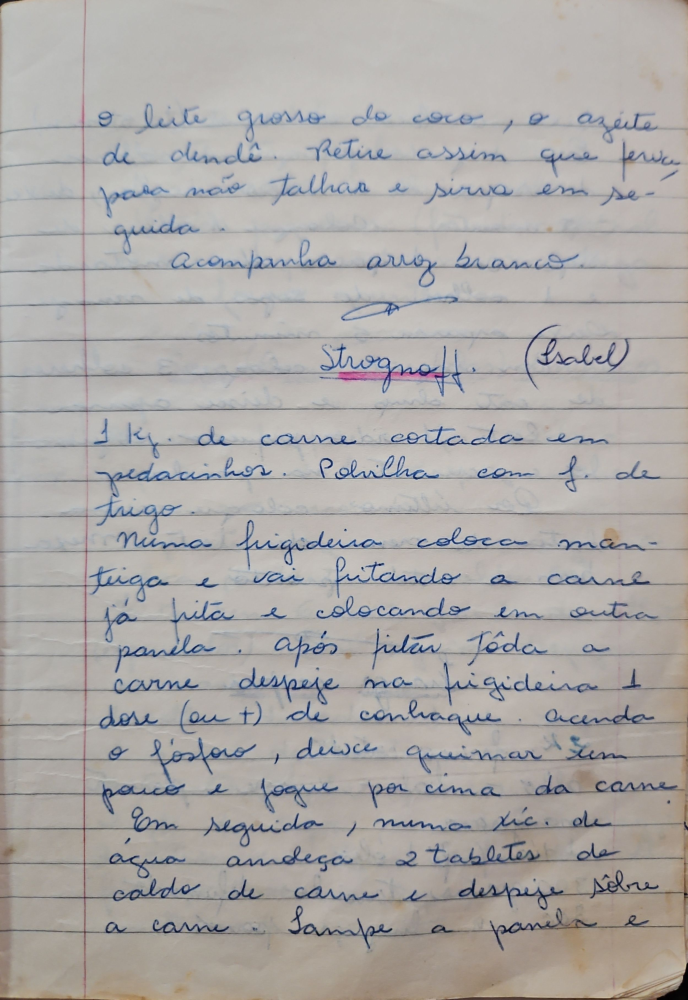 o leite grosso do coco, o azeite
de dendê. Retire assim que ferva,
para não talhar e sirva em se-
guida.
Acompanha arroz branco.
Strognoff. (Isabel)
1 kg. de carne cortada em
pedacinhos. Polvilha com f. de
trigo.
Numa frigideira coloca man-
teiga e vai fritando a carne
já frita e colocando em outra
panela. Após fritar tôda a
carne despeje na frigideira 1
dose (ou +) de conhaque. Acenda
o fósforo, deixe queimar um
pouco e jogue por cima da carne.
Em seguida, numa xíc. de
água amoleça 2 tabletes de
caldo de carne e despeje sôbre
a carne. Tampe a panela e